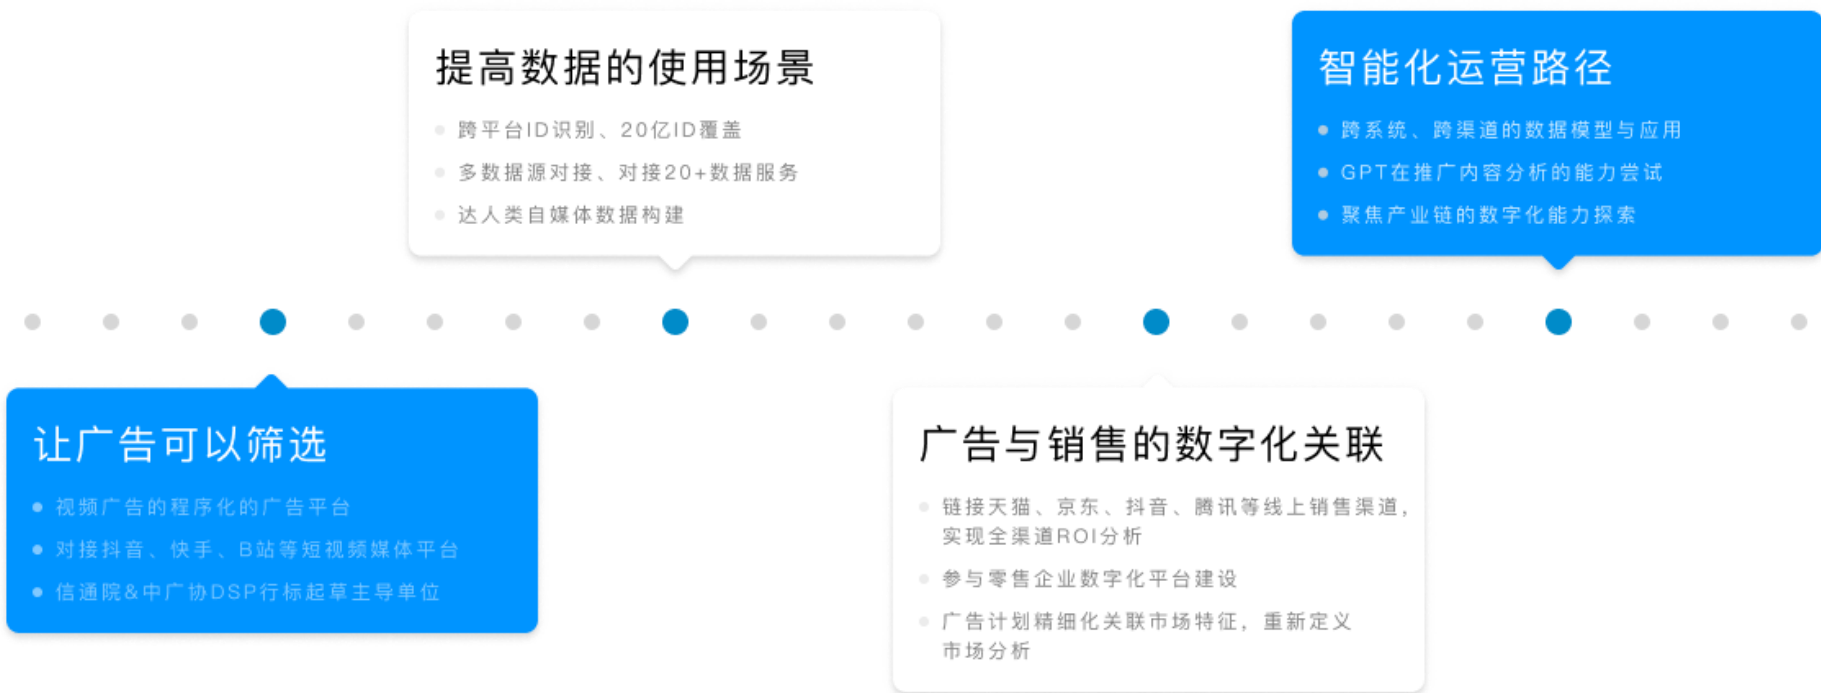 提高数据的使用场景
跨平台ID识别、20亿ID覆盖
多数据源对接、对接20+数据服务
达人类自媒体数据构建
智能化运营路径
跨系统、跨渠道的数据模型与应用
GPT在推广内容分析的能力尝试
聚焦产业链的数字化能力探索
让广告可以筛选
视频广告的程序化的广告平台
对接抖音、快手、B站等短视频媒体平台
信通院&中广协DSP行标起草主导单位
广告与销售的数字化关联
链接天猫、京东、抖音、腾讯等线上销售渠道，
实现全渠道ROI分析
参与零售企业数字化平台建设
广告计划精细化关联市场特征，重新定义
市场分析